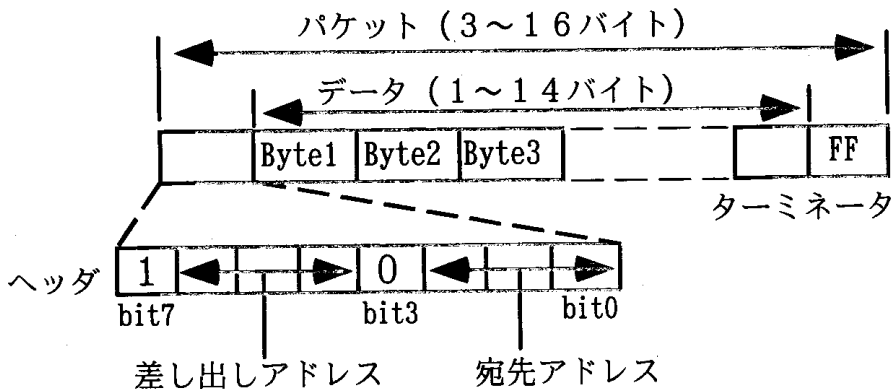 パケット(3～16バイト)
データ(1～14バイト)
Byte1 Byte2 Byte3 FF
ターミネータ
ヘッダ 1 0
bit7 bit3 bit0
差し出しアドレス 宛先アドレス